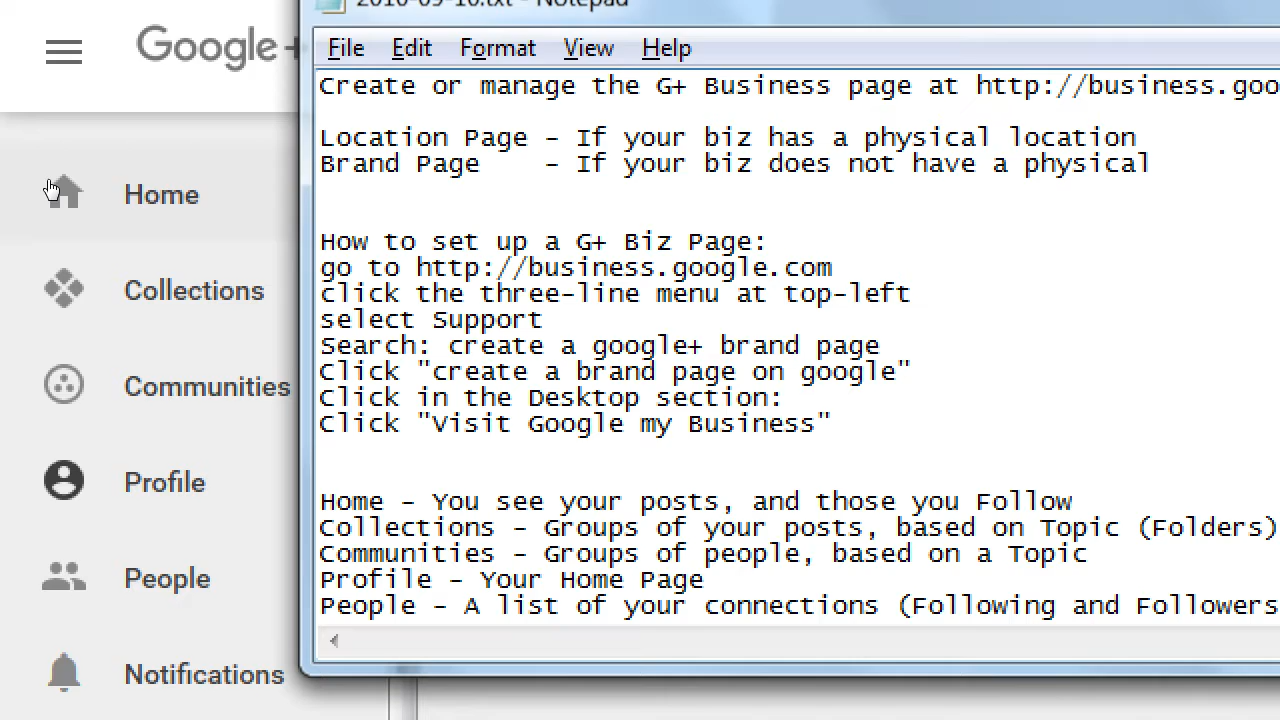 2016-09-10.txt - Notepad
Google+
File Edit Format View Help
Create or manage the G+ Business page at http://business.goo
Location Page - If your biz has a physical location
Brand Page    - If your biz does not have a physical
Home
How to set up a G+ Biz Page:
go to http://business.google.com
Collections
click the three-line menu at top-left
select Support
Search: create a google+ brand page
Click "create a brand page on google"
Communities
Click in the Desktop section:
Click "Visit Google my Business"
Profile
Home - You see your posts, and those you Follow
Collections - Groups of your posts, based on Topic (Folders)
Communities - Groups of people, based on a Topic
Profile - Your Home Page
People
People - A list of your connections (Following and Followers
Notifications